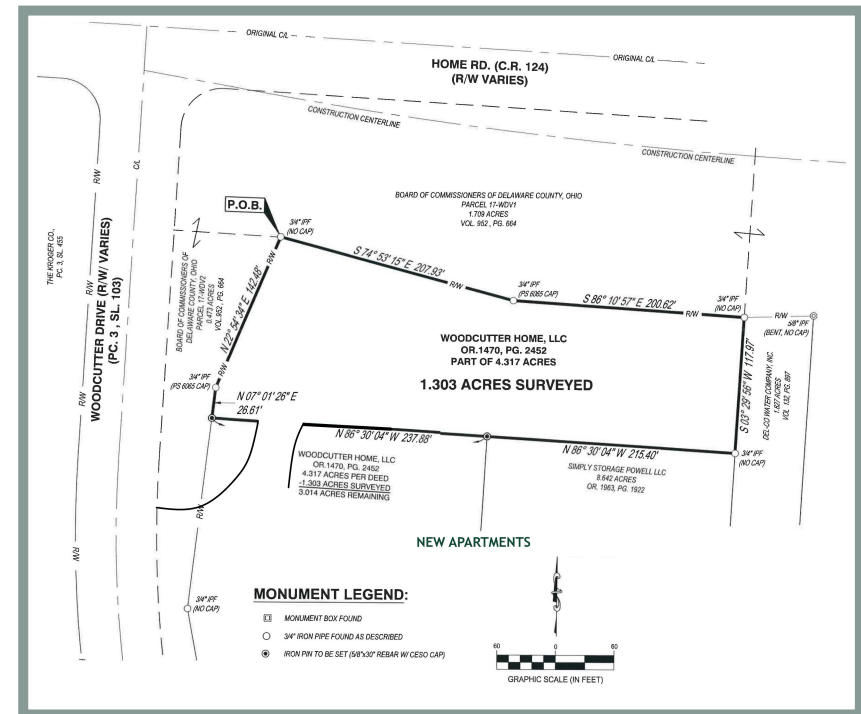 ORIGINAL C/L
ORIGINAL C/L
HOME RD. (C.R. 124)
(R/W VARIES)
CONSTRUCTION CENTERLINE
CONSTRUCTION CENTERLINE
R/W
C/L
R/W
THE KROGER CO.,
PC. 3, SL. 455
R/W
WOODCUTTER DRIVE (R/W/ VARIES)
(PC. 3 , SL. 103)
R/W
R/W
R/W
BOARD OF COMMISSIONERS OF DELAWARE COUNTY, OHIO
PARCEL 17-WDV1
1.709 ACRES
VOL. 952 , PG. 664
P.O.B.
3/4" IPF
(NO CAP)
BOARD OF COMMISSIONERS OF
DELAWARE COUNTY, OHIO
PARCEL 17-WDV2
0.473 ACRES
VOL.952 , PG. 664
N 22° 54' 34" E 142.48'
R/W
R/W
S 74° 53' 15" E 207.93'
R/W
3/4" IPF
(PS 6065 CAP)
S 86° 10' 57" E 200.62'
R/W
3/4" IPF
(NO CAP)
R/W
5/8" IPF
(BENT, NO CAP)
WOODCUTTER HOME, LLC
OR.1470, PG. 2452
PART OF 4.317 ACRES
1.303 ACRES SURVEYED
S 03° 29' 56" W 117.97'
DEL-CO WATER COMPANY, INC.
1.627 ACRES
VOL 132, PG. 897
3/4" IPF
(PS 6065 CAP)
N 07° 01' 26" E
26.61'
N 86° 30' 04" W 237.88'
N 86° 30' 04" W 215.40'
3/4" IPF
(NO CAP)
WOODCUTTER HOME, LLC
OR.1470, PG. 2452
4.317 ACRES PER DEED
-1.303 ACRES SURVEYED
3.014 ACRES REMAINING
SIMPLY STORAGE POWELL LLC
8.642 ACRES
OR. 1963, PG. 1922
R/W
NEW APARTMENTS
3/4" IPF
(NO CAP)
MONUMENT LEGEND:
MONUMENT BOX FOUND
3/4" IRON PIPE FOUND AS DESCRIBED
IRON PIN TO BE SET (5/8"x30" REBAR W/ CESO CAP)
60 0 60
GRAPHIC SCALE (IN FEET)